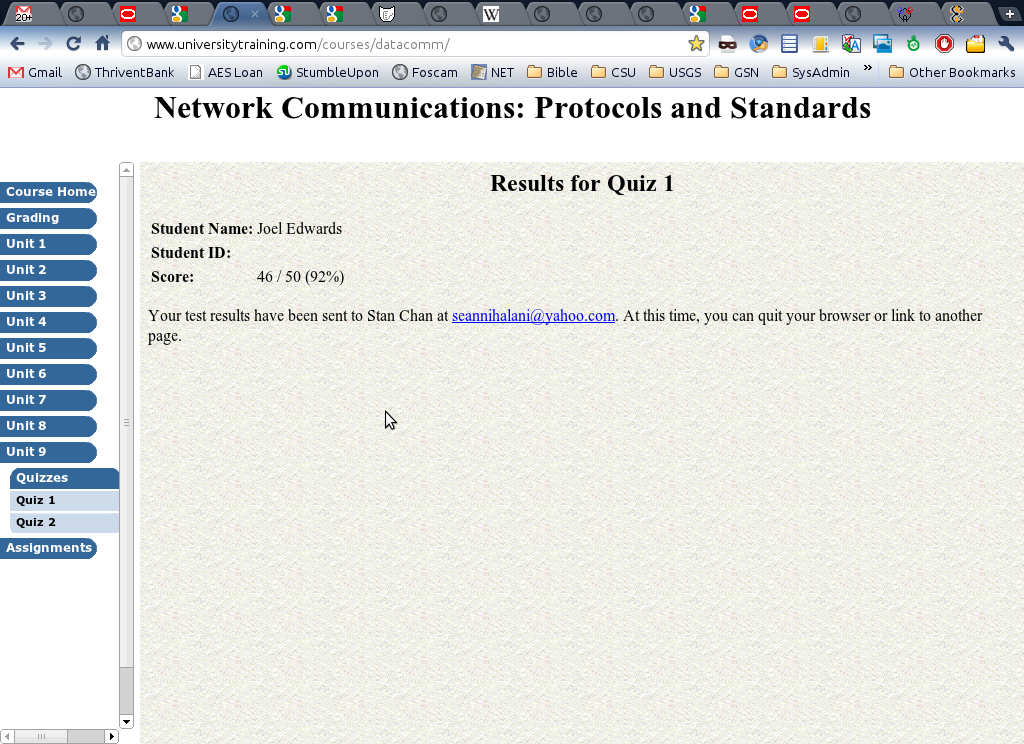 20+
W
www.universitytraining.com/courses/datacomm/
Gmail ThriventBank AES Loan StumbleUpon Foscam NET Bible CSU USGS GSN SysAdmin » Other Bookmarks
Network Communications: Protocols and Standards
Course Home
Grading
Unit 1
Unit 2
Unit 3
Unit 4
Unit 5
Unit 6
Unit 7
Unit 8
Unit 9
Quizzes
Quiz 1
Quiz 2
Assignments
Results for Quiz 1
Student Name: Joel Edwards
Student ID:
Score: 46 / 50 (92%)
Your test results have been sent to Stan Chan at seannihalani@yahoo.com. At this time, you can quit your browser or link to another
page.